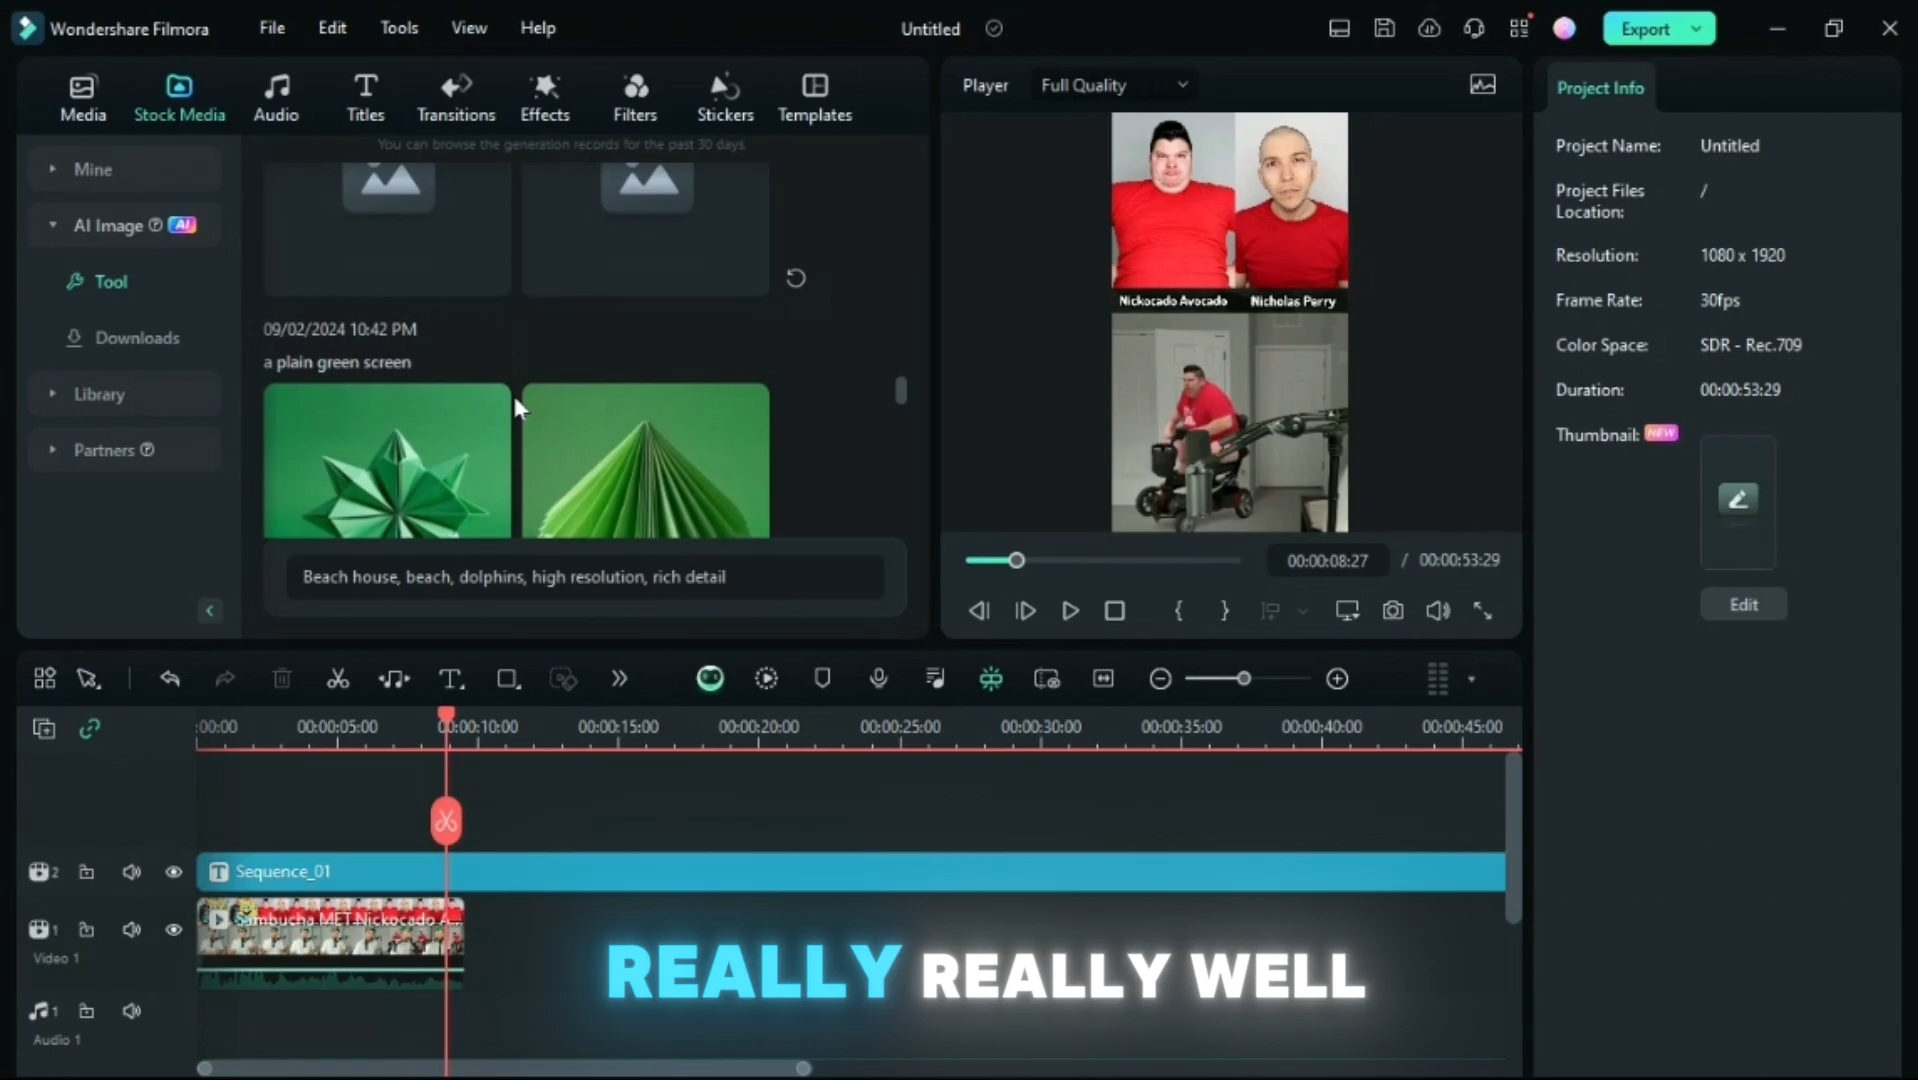 Wondershare Filmora
File
Edit
Tools
View
Help
Untitled
Export
Media
Stock Media
Audio
Titles
Transitions
Effects
Filters
Stickers
Templates
Player
Full Quality
Project Info
You can browse the generation records for the past 30 days.
Mine
AI Image
AI
Tool
Downloads
Library
Partners
09/02/2024 10:42 PM
a plain green screen
Beach house, beach, dolphins, high resolution, rich detail
Nickocado Avocado
Nicholas Perry
00:00:08:27
/
00:00:53:29
Project Name:
Untitled
Project Files
Location:
/
Resolution:
1080 x 1920
Frame Rate:
30fps
Color Space:
SDR - Rec.709
Duration:
00:00:53:29
Thumbnail:
NEW
Edit
:00:00
00:00:05:00
00:00:10:00
00:00:15:00
00:00:20:00
00:00:25:00
00:00:30:00
00:00:35:00
00:00:40:00
00:00:45:00
2
Sequence_01
1
Sambucha MET Nickocado A
Video 1
1
Audio 1
REALLY REALLY WELL